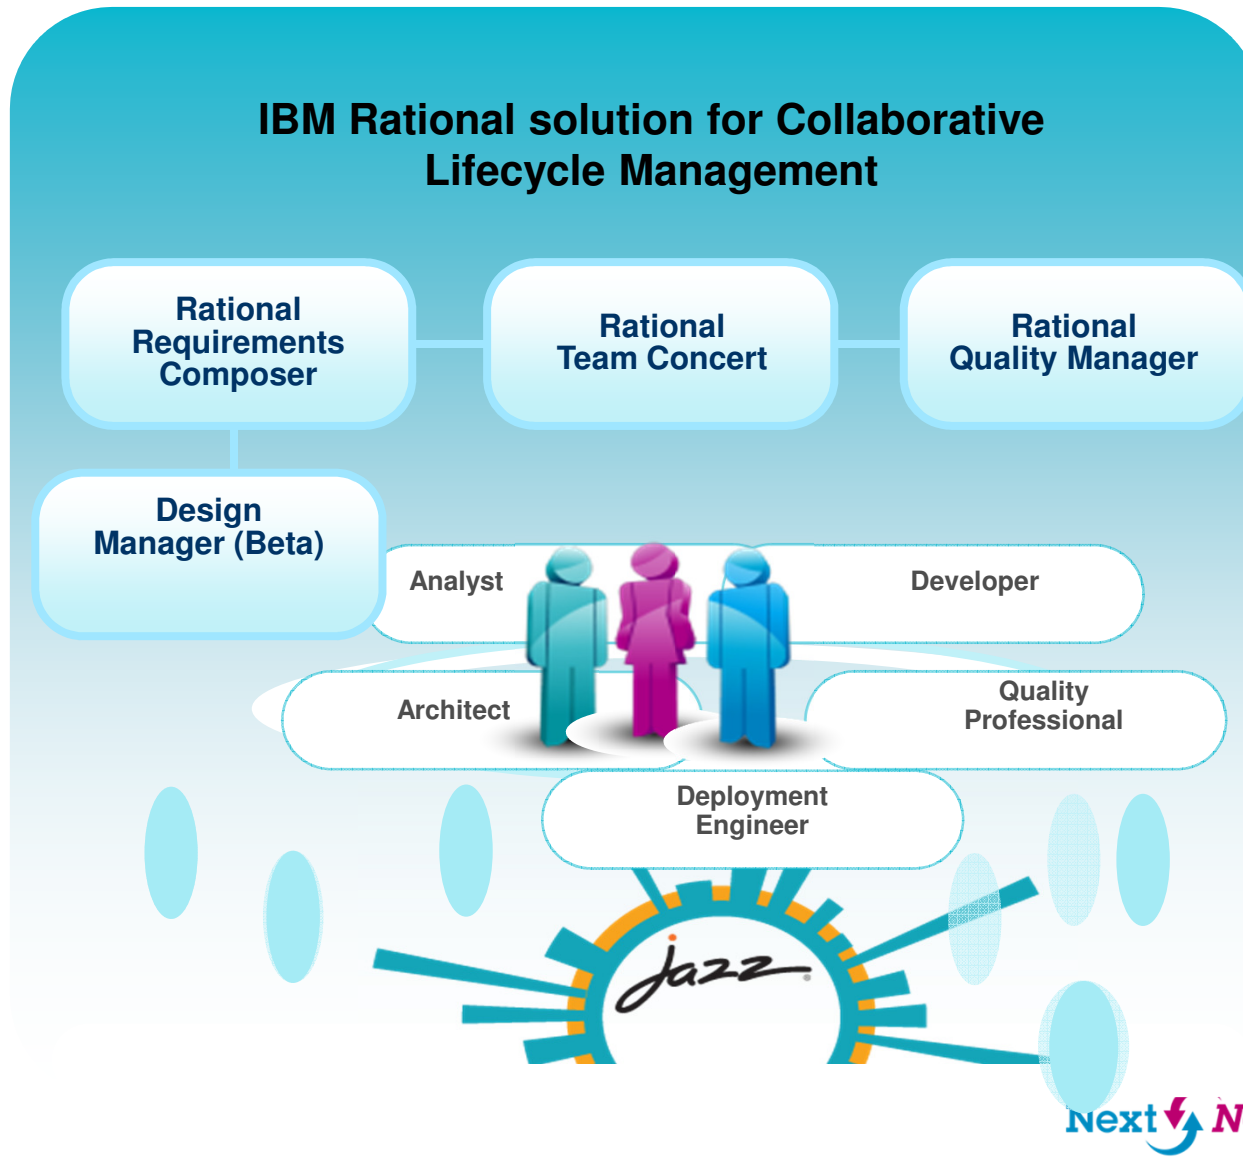 IBM Rational solution for Collaborative
Lifecycle Management
Rational
Requirements
Composer
Rational
Team Concert
Rational
Quality Manager
Design
Manager (Beta)
Analyst
Developer
Architect
Quality
Professional
Deployment
Engineer
jazz
Next N